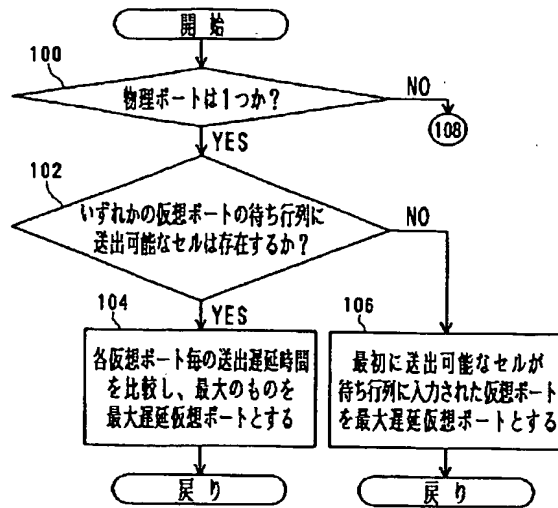 開始
100
物理ポートは1つか?
NO
108
YES
102
いずれかの仮想ポートの待ち行列に
送出可能なセルは存在するか?
NO
YES
104
各仮想ポート毎の送出遅延時間
を比較し、最大のものを
最大遅延仮想ポートとする
106
最初に送出可能なセルが
待ち行列に入力された仮想ポート
を最大遅延仮想ポートとする
戻り
戻り